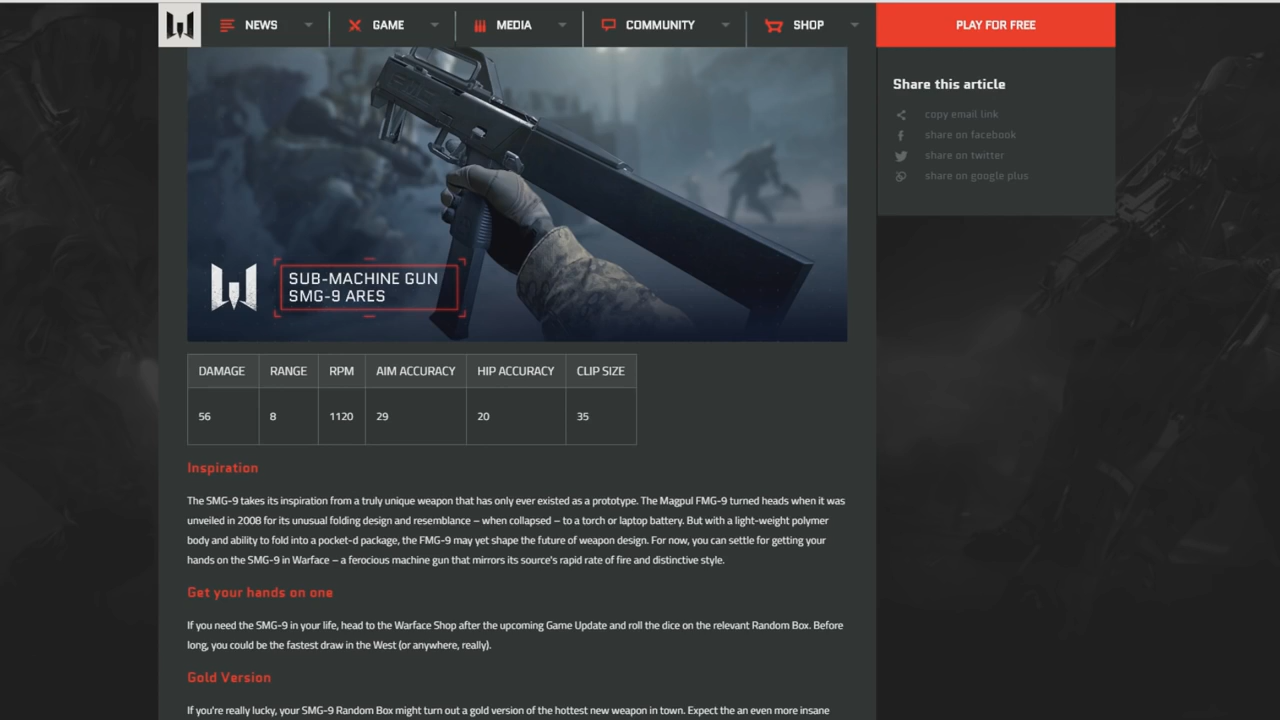 NEWS GAME MEDIA COMMUNITY SHOP PLAY FOR FREE
SUB-MACHINE GUN
SMG-9 ARES
Share this article
copy email link
share on facebook
share on twitter
share on google plus
DAMAGE RANGE RPM AIM ACCURACY HIP ACCURACY CLIP SIZE
56 8 1120 29 20 35
Inspiration
The SMG-9 takes its inspiration from a truly unique weapon that has only ever existed as a prototype. The Magpul FMG-9 turned heads when it was
unveiled in 2008 for its unusual folding design and resemblance – when collapsed – to a torch or laptop battery. But with a light-weight polymer
body and ability to fold into a pocket-d package, the FMG-9 may yet shape the future of weapon design. For now, you can settle for getting your
hands on the SMG-9 in Warface – a ferocious machine gun that mirrors its source's rapid rate of fire and distinctive style.
Get your hands on one
If you need the SMG-9 in your life, head to the Warface Shop after the upcoming Game Update and roll the dice on the relevant Random Box. Before
long, you could be the fastest draw in the West (or anywhere, really).
Gold Version
If you're really lucky, your SMG-9 Random Box might turn out a gold version of the hottest new weapon in town. Expect the an even more insane